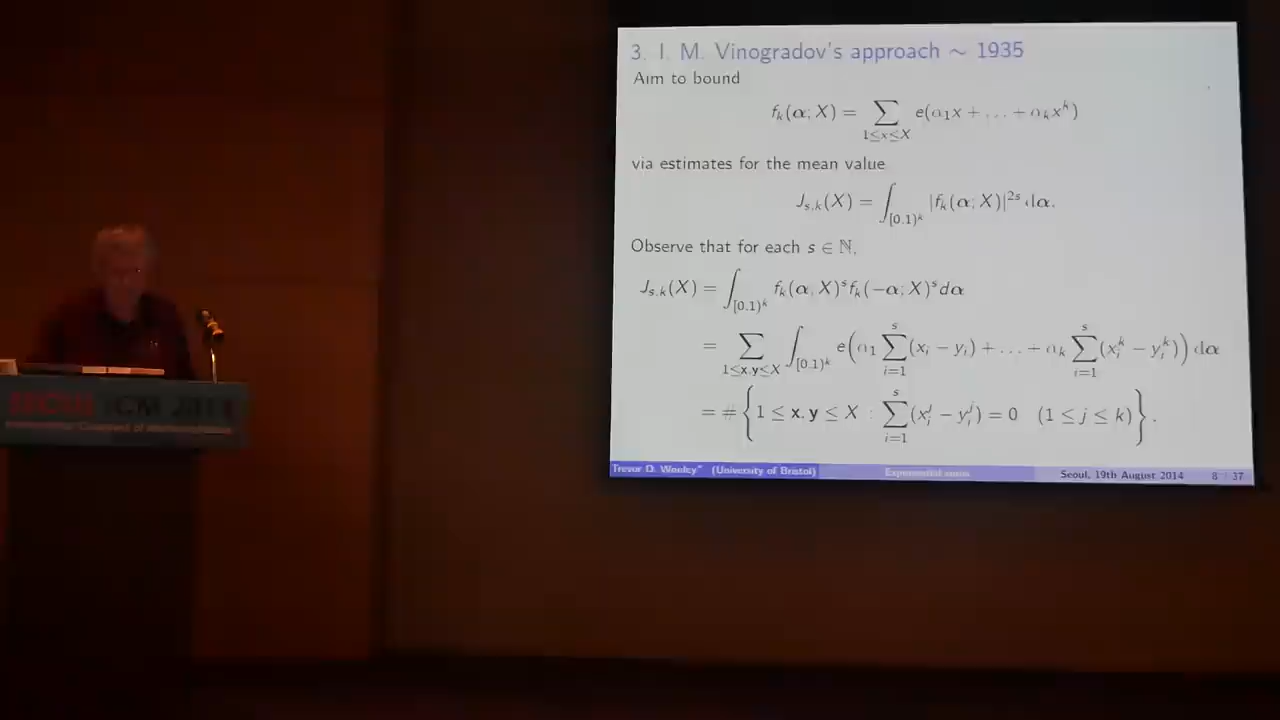 3. I. M. Vinogradov's approach ∼ 1935
Aim to bound
f_k(α; X) = ∑_{1≤x≤X} e(α_1x + … + α_kx^k)
via estimates for the mean value
J_{s,k}(X) = ∫_{[0,1)^k} |f_k(α; X)|^{2s} dα.
Observe that for each s ∈ ℕ,
J_{s,k}(X) = ∫_{[0,1)^k} f_k(α; X)^s f_k(−α; X)^s dα
= ∑_{1≤x,y≤X} ∫_{[0,1)^k} e(α_1 ∑_{i=1}^{s} (x_i − y_i) + … + α_k ∑_{i=1}^{s} (x_i^k − y_i^k)) dα
= #{1 ≤ x, y ≤ X : ∑_{i=1}^{s} (x_i^j − y_i^j) = 0 (1 ≤ j ≤ k)}.
Trevor D. Wooley* (University of Bristol) Exponential sums Seoul, 19th August 2014 8 / 37
ICM 2014